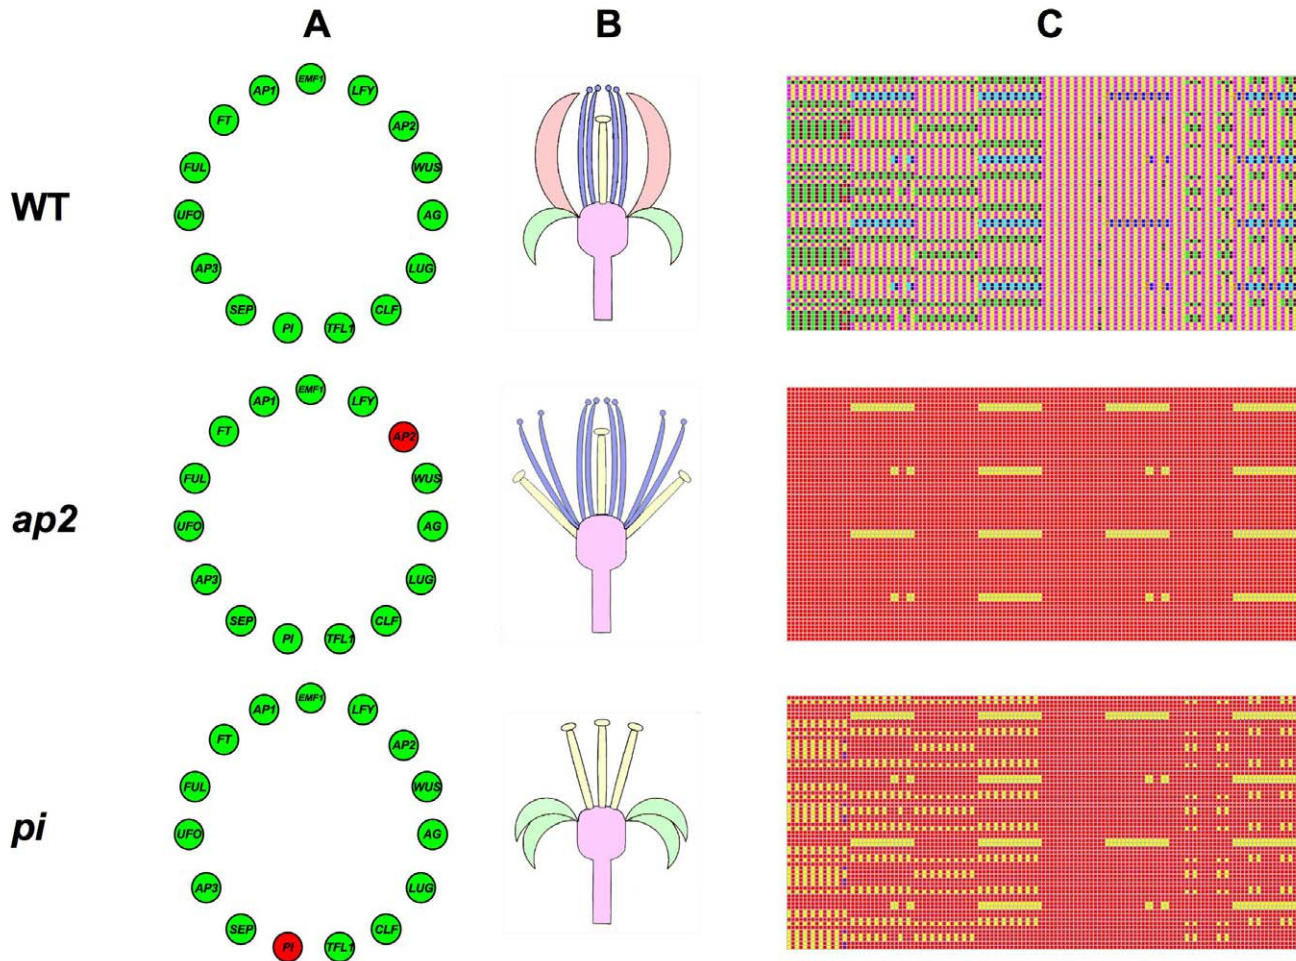 A B C
WT
EMF1
LFY
AP2
WUS
AG
LUG
CLF
TFL1
PI
SEP
AP3
UFO
FUL
FT
AP1
ap2
EMF1
LFY
AP2
WUS
AG
LUG
CLF
TFL1
PI
SEP
AP3
UFO
FUL
FT
AP1
pi
EMF1
LFY
AP2
WUS
AG
LUG
CLF
TFL1
PI
SEP
AP3
UFO
FUL
FT
AP1